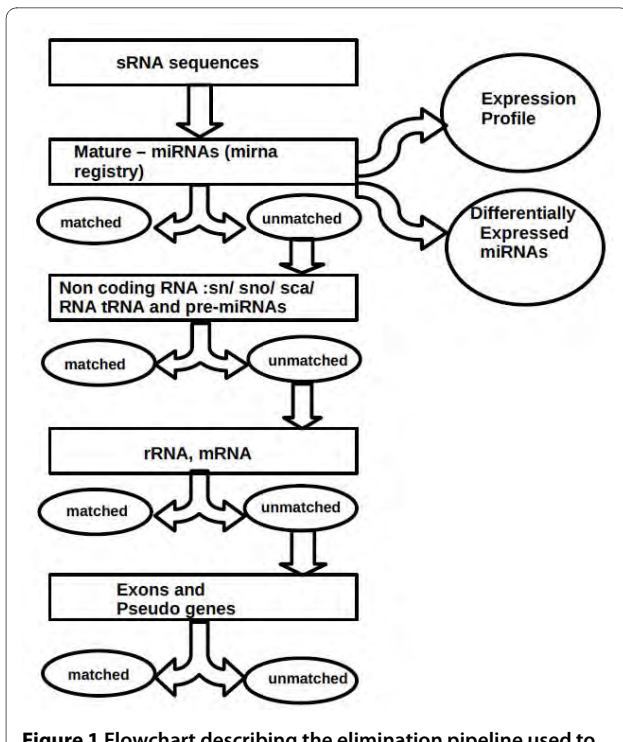 sRNA sequences
Expression
Profile
Mature – miRNAs (mirna
registry)
matched
unmatched
Differentially
Expressed
miRNAs
Non coding RNA :sn/ sno/ sca/
RNA tRNA and pre-miRNAs
matched
unmatched
rRNA, mRNA
matched
unmatched
Exons and
Pseudo genes
matched
unmatched
Figure 1 Flowchart describing the elimination pipeline used to